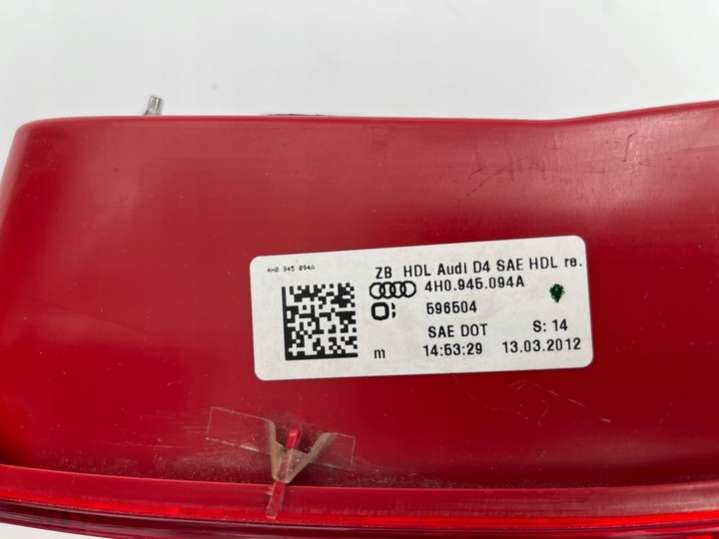 4H0 945 094A
ZB HDL Audi D4 SAE HDL re.
4H0.945.094A
596504
SAE DOT S: 14
m 14:53:29 13.03.2012